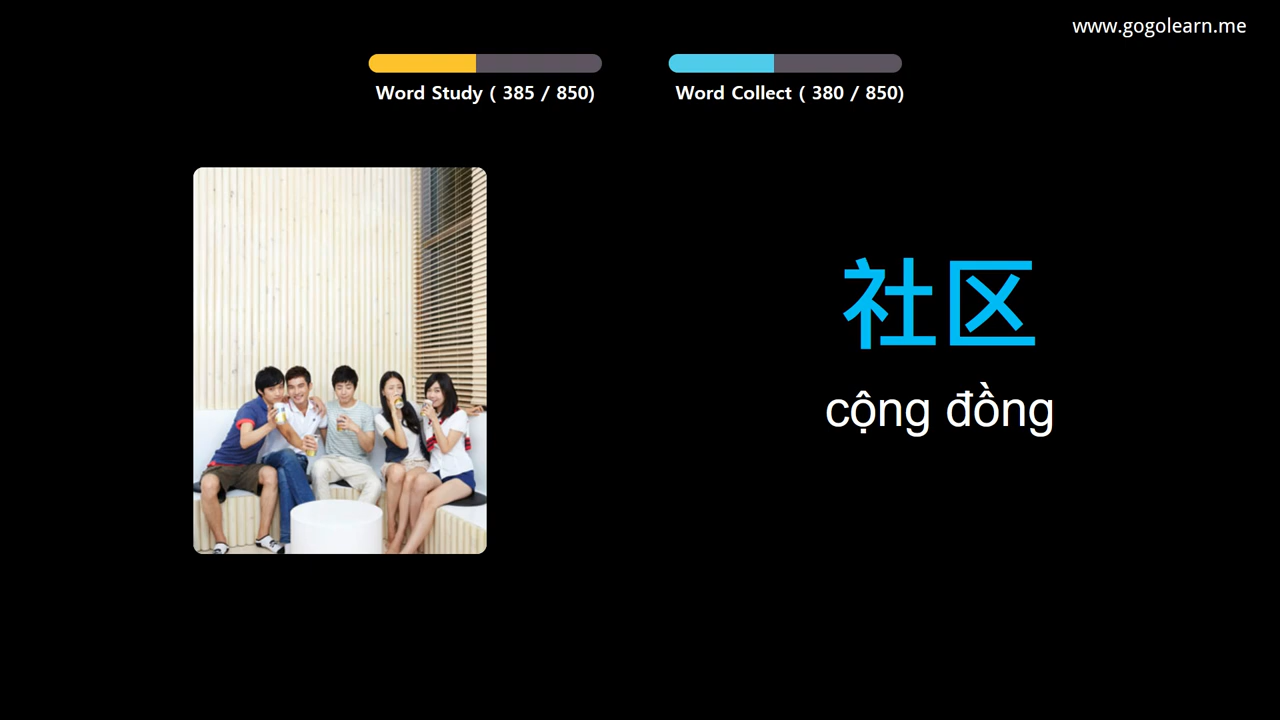 www.gogolearn.me
Word Study ( 385 / 850)
Word Collect ( 380 / 850)
社区
cộng đồng